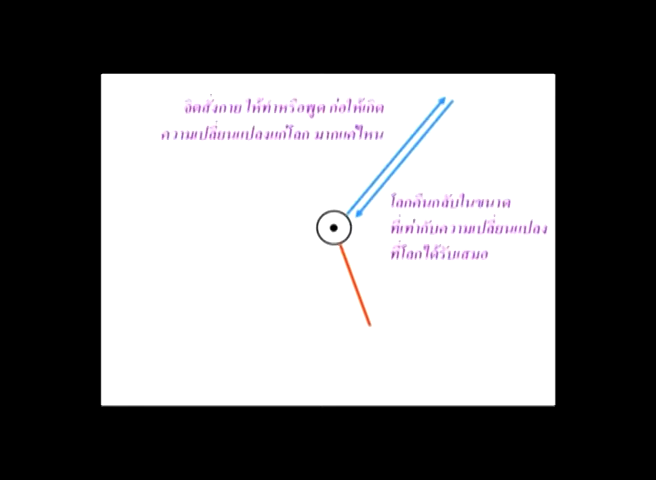 จิตสั่งกาย ให้ทำหรือพูด ก่อให้เกิด
ความเปลี่ยนแปลงแก่โลก มากแค่ไหน
โลกคืนกลับในขนาด
ที่เท่ากับความเปลี่ยนแปลง
ที่โลกได้รับเสมอ